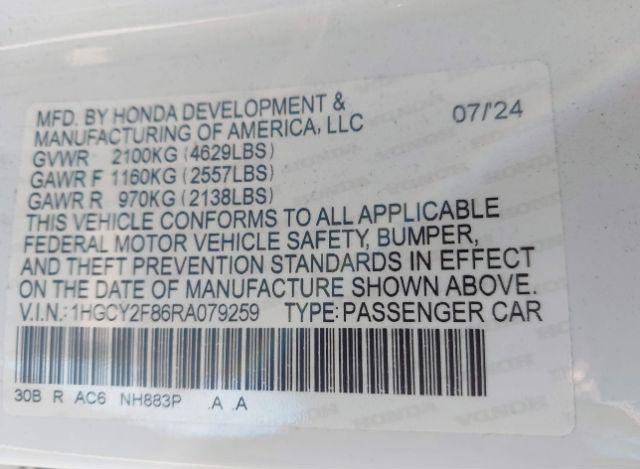 MFD. BY HONDA DEVELOPMENT & MANUFACTURING OF AMERICA, LLC 07/'24
GVWR 2100KG (4629LBS)
GAWR F 1160KG (2557LBS)
GAWR R 970KG (2138LBS)
THIS VEHICLE CONFORMS TO ALL APPLICABLE
FEDERAL MOTOR VEHICLE SAFETY, BUMPER,
AND THEFT PREVENTION STANDARDS IN EFFECT
ON THE DATE OF MANUFACTURE SHOWN ABOVE.
V.I.N.:1HGCY2F86RA079259 TYPE:PASSENGER CAR
30B R AC6 NH883P .A .A